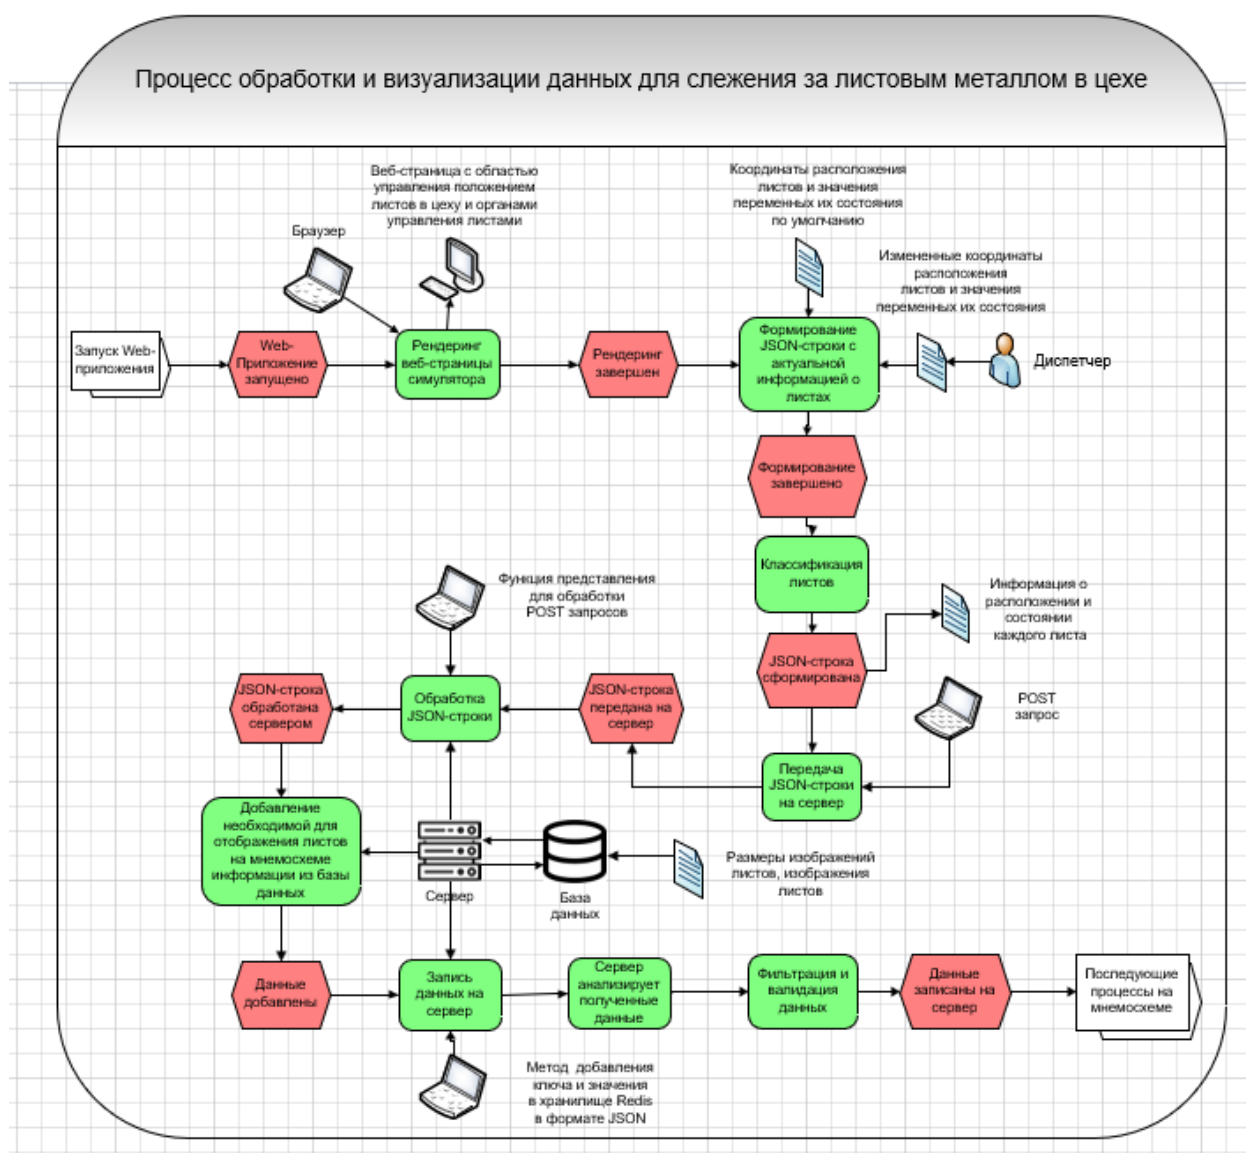 Процесс обработки и визуализации данных для слежения за листовым металлом в цехе
Веб-страница с областью
управления положением
листов в цеху и органами
управления листами
Координаты расположения
листов и значения
переменных их состояния
по умолчанию
Браузер
Измененные координаты
расположения
листов и значения
переменных их состояния
Запуск Web-
приложения
Web-
Приложение
запущено
Рендеринг
веб-страницы
симулятора
Рендеринг
завершен
Формирование
JSON-строки с
актуальной
информацией о
листах
Диспетчер
Формирование
завершено
Классификация
листов
Функция представления
для обработки
POST запросов
Информация о
расположении и
состоянии
каждого листа
JSON-строка
сформирована
JSON-строка
обработана
сервером
Обработка
JSON-строки
JSON-строка
передана на
сервер
POST
запрос
Передача
JSON-строки
на сервер
Добавление
необходимой для
отображения листов
на мнемосхеме
информации из базы
данных
Сервер
База
данных
Размеры изображений
листов, изображения
листов
Данные
добавлены
Запись
данных на
сервер
Сервер
анализирует
полученные
данные
Фильтрация и
валидация
данных
Данные
записаны на
сервер
Последующие
процессы на
мнемосхеме
Метод добавления
ключа и значения
в хранилище Redis
в формате JSON